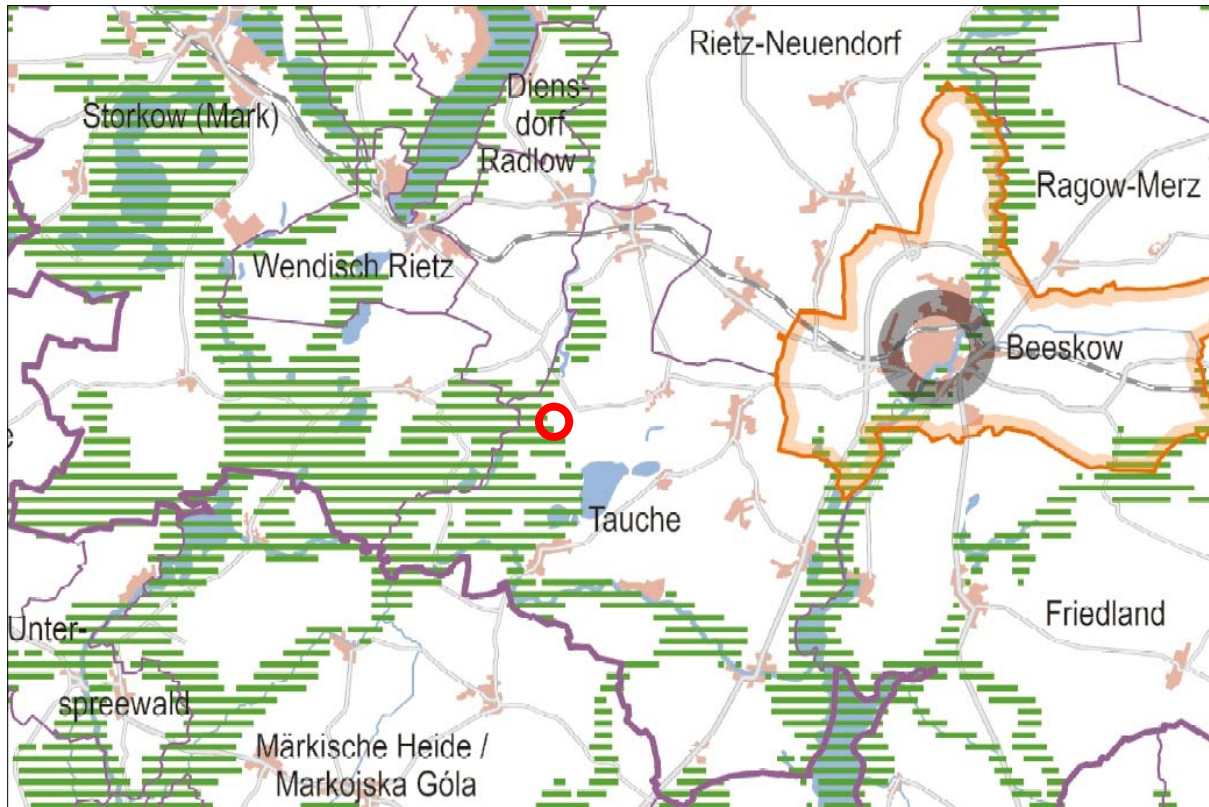 Rietz-Neuendorf
Diens-
dorf
Radlow
Storkow (Mark)
Ragow-Merz
Wendisch Rietz
Beeskow
e
Tauche
Friedland
Unter-
spreewald
Märkische Heide /
Markojska Góla